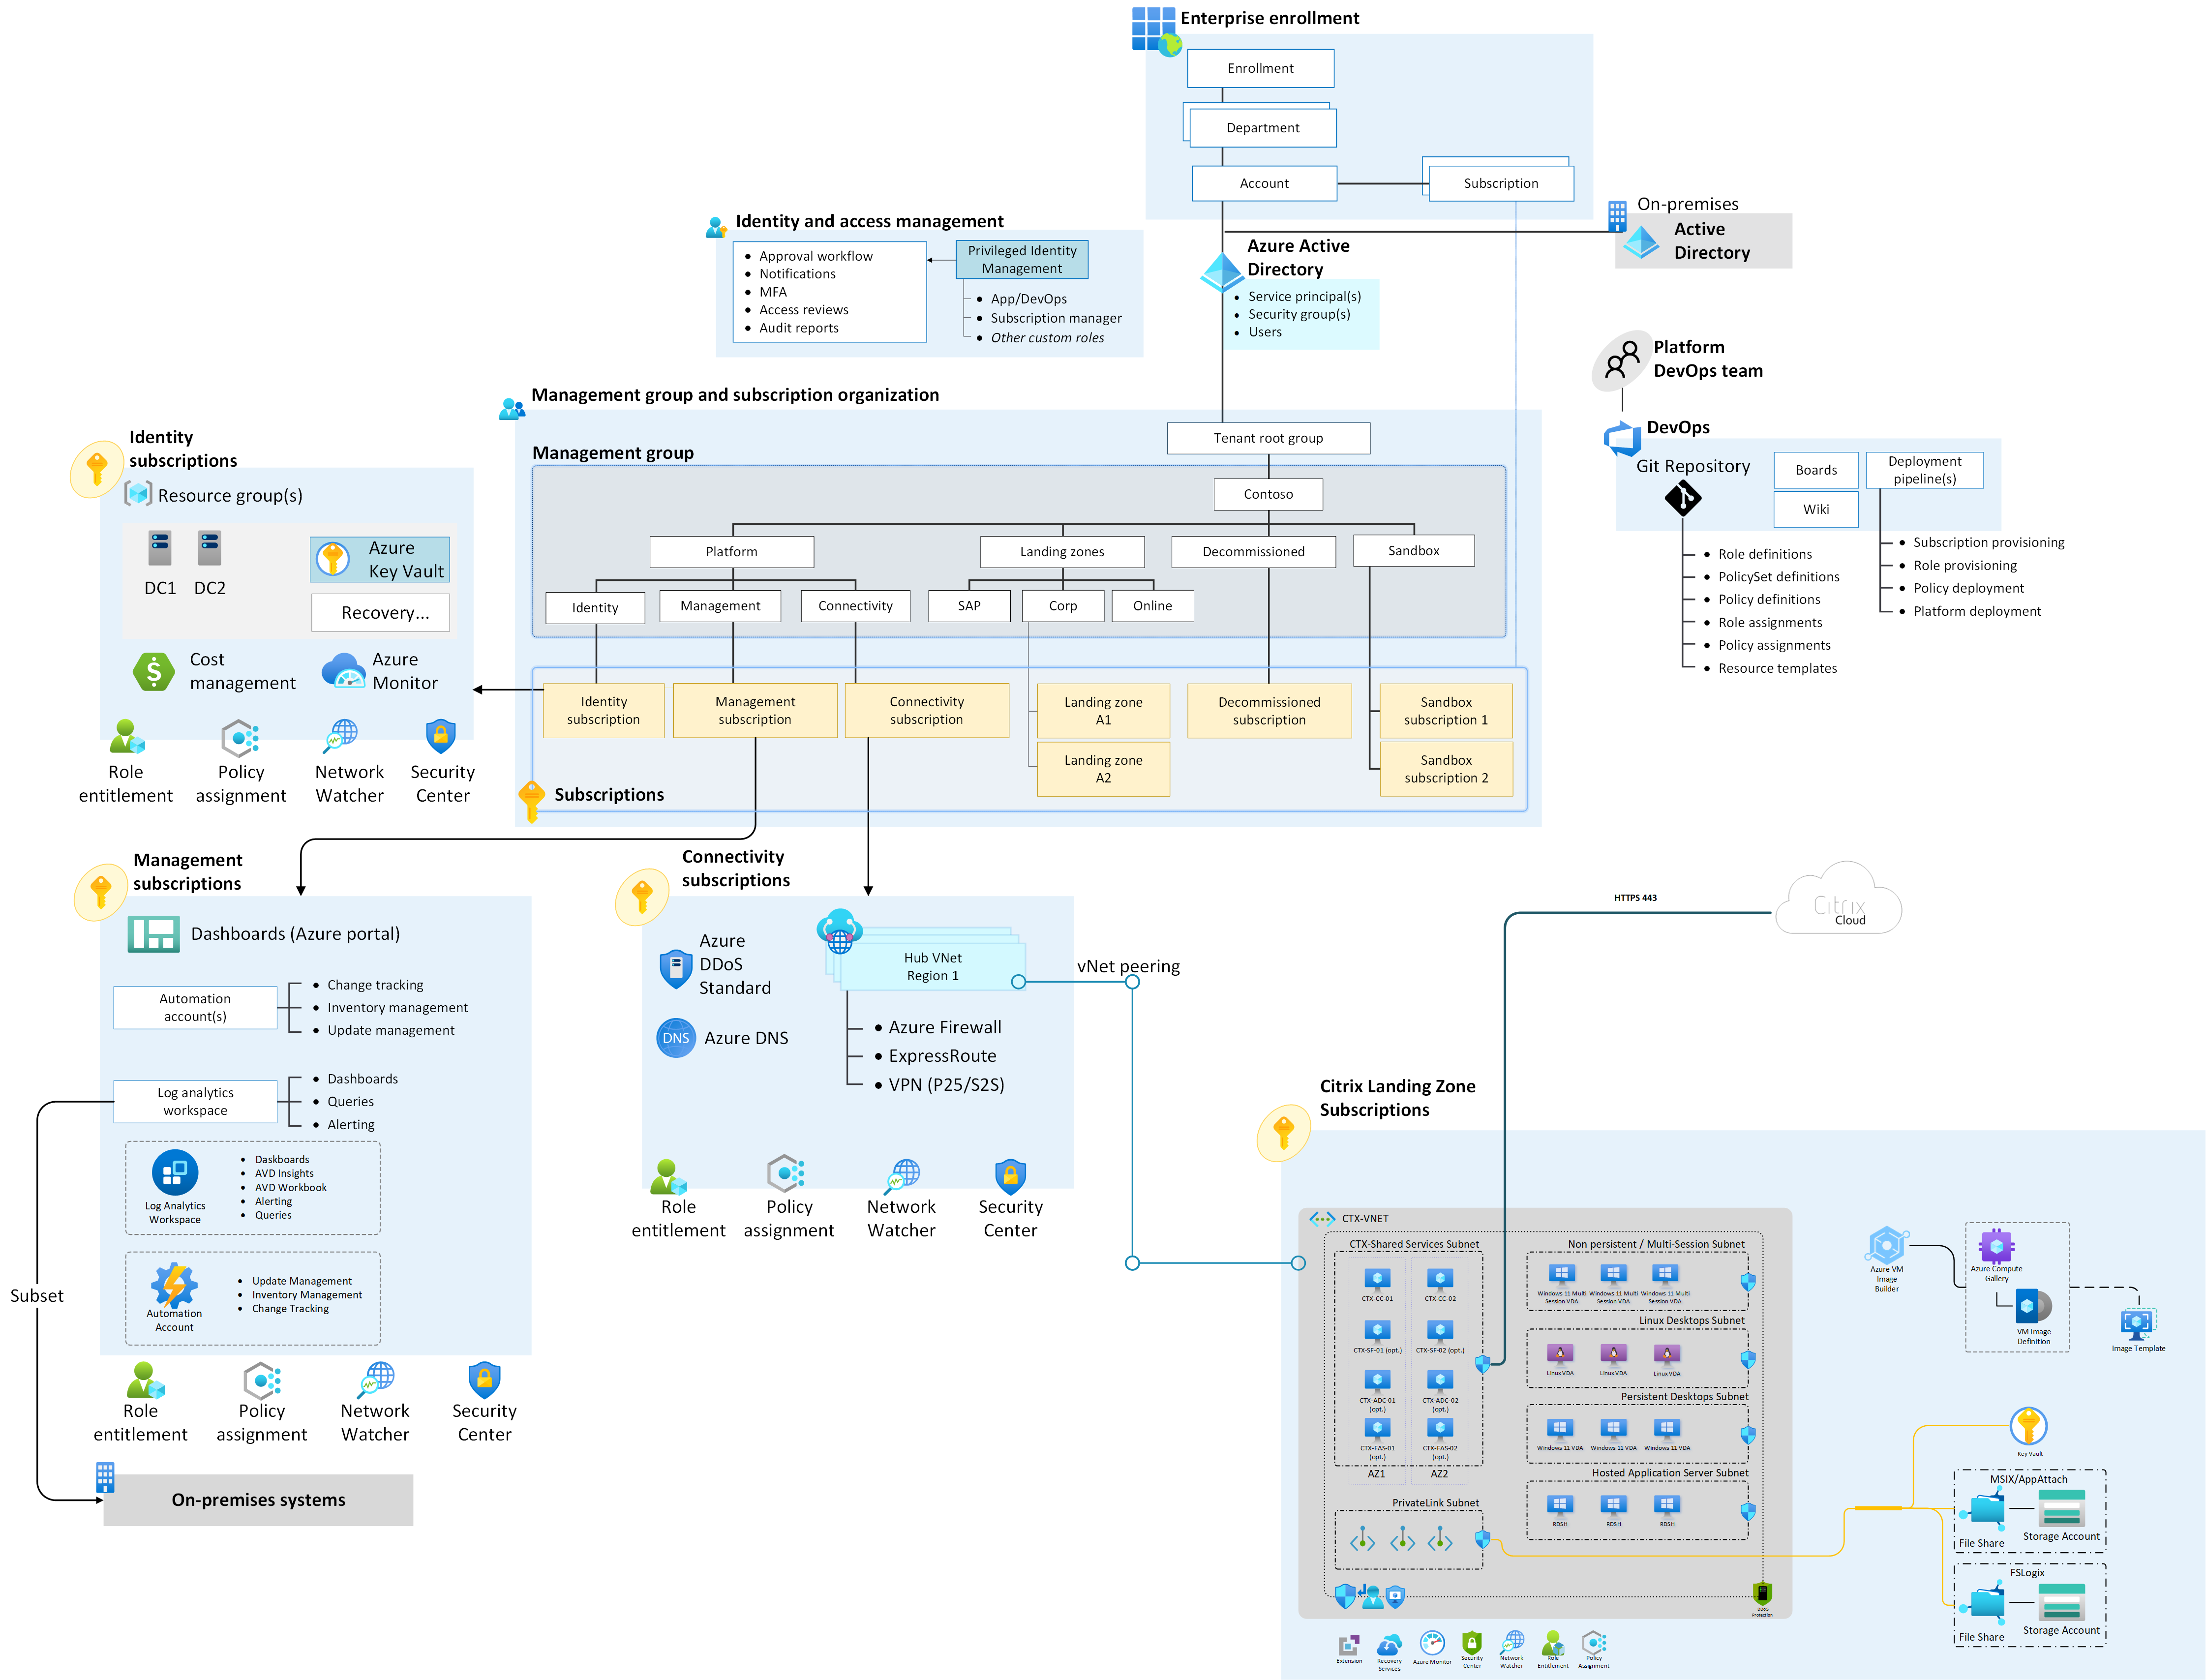 Enterprise enrollment
Enrollment
Department
Account
Subscription
On-premises
Active
Directory
Identity and access management
Approval workflow
Notifications
MFA
Access reviews
Audit reports
Privileged Identity
Management
App/DevOps
Subscription manager
Other custom roles
Azure Active
Directory
Service principal(s)
Security group(s)
Users
Platform
DevOps team
DevOps
Git Repository
Boards
Wiki
Deployment
pipeline(s)
Role definitions
PolicySet definitions
Policy definitions
Role assignments
Policy assignments
Resource templates
Subscription provisioning
Role provisioning
Policy deployment
Platform deployment
Management group and subscription organization
Management group
Tenant root group
Contoso
Platform
Landing zones
Decommissioned
Sandbox
Identity
Management
Connectivity
SAP
Corp
Online
Identity
subscription
Management
subscription
Connectivity
subscription
Landing zone
A1
Landing zone
A2
Decommissioned
subscription
Sandbox
subscription 1
Sandbox
subscription 2
Subscriptions
Identity
subscriptions
Resource group(s)
DC1
DC2
Azure
Key Vault
Recovery...
Cost
management
Azure
Monitor
Role
entitlement
Policy
assignment
Network
Watcher
Security
Center
Management
subscriptions
Dashboards (Azure portal)
Automation
account(s)
Change tracking
Inventory management
Update management
Log analytics
workspace
Dashboards
Queries
Alerting
Log Analytics
Workspace
Daskboards
AVD Insights
AVD Workbook
Alerting
Queries
Automation
Account
Update Management
Inventory Management
Change Tracking
Subset
Role
entitlement
Policy
assignment
Network
Watcher
Security
Center
On-premises systems
Connectivity
subscriptions
Azure
DDoS
Standard
DNS
Azure DNS
Hub VNet
Region 1
Azure Firewall
ExpressRoute
VPN (P25/S2S)
vNet peering
Role
entitlement
Policy
assignment
Network
Watcher
Security
Center
HTTPS 443
Citrix
Cloud
Citrix Landing Zone
Subscriptions
CTX-VNET
CTX-Shared Services Subnet
CTX-CC-01
CTX-CC-02
CTX-SF-01 (opt.)
CTX-SF-02 (opt.)
CTX-ADC-01
(opt.)
CTX-ADC-02
(opt.)
CTX-FAS-01
(opt.)
CTX-FAS-02
(opt.)
AZ1
AZ2
PrivateLink Subnet
Non persistent / Multi-Session Subnet
Windows 11 Multi
Session VDA
Windows 11 Multi
Session VDA
Windows 11 Multi
Session VDA
Linux Desktops Subnet
Linux VDA
Linux VDA
Linux VDA
Persistent Desktops Subnet
Windows 11 VDA
Windows 11 VDA
Windows 11 VDA
Hosted Application Server Subnet
RDSH
RDSH
RDSH
DDoS
Protection
Extension
Recovery
Services
Azure Monitor
Security
Center
Network
Watcher
Role
Entitlement
Policy
Assignment
Azure VM
Image
Builder
Azure Compute
Gallery
VM Image
Definition
Image Template
Key Vault
MSIX/AppAttach
File Share
Storage Account
FSLogix
File Share
Storage Account